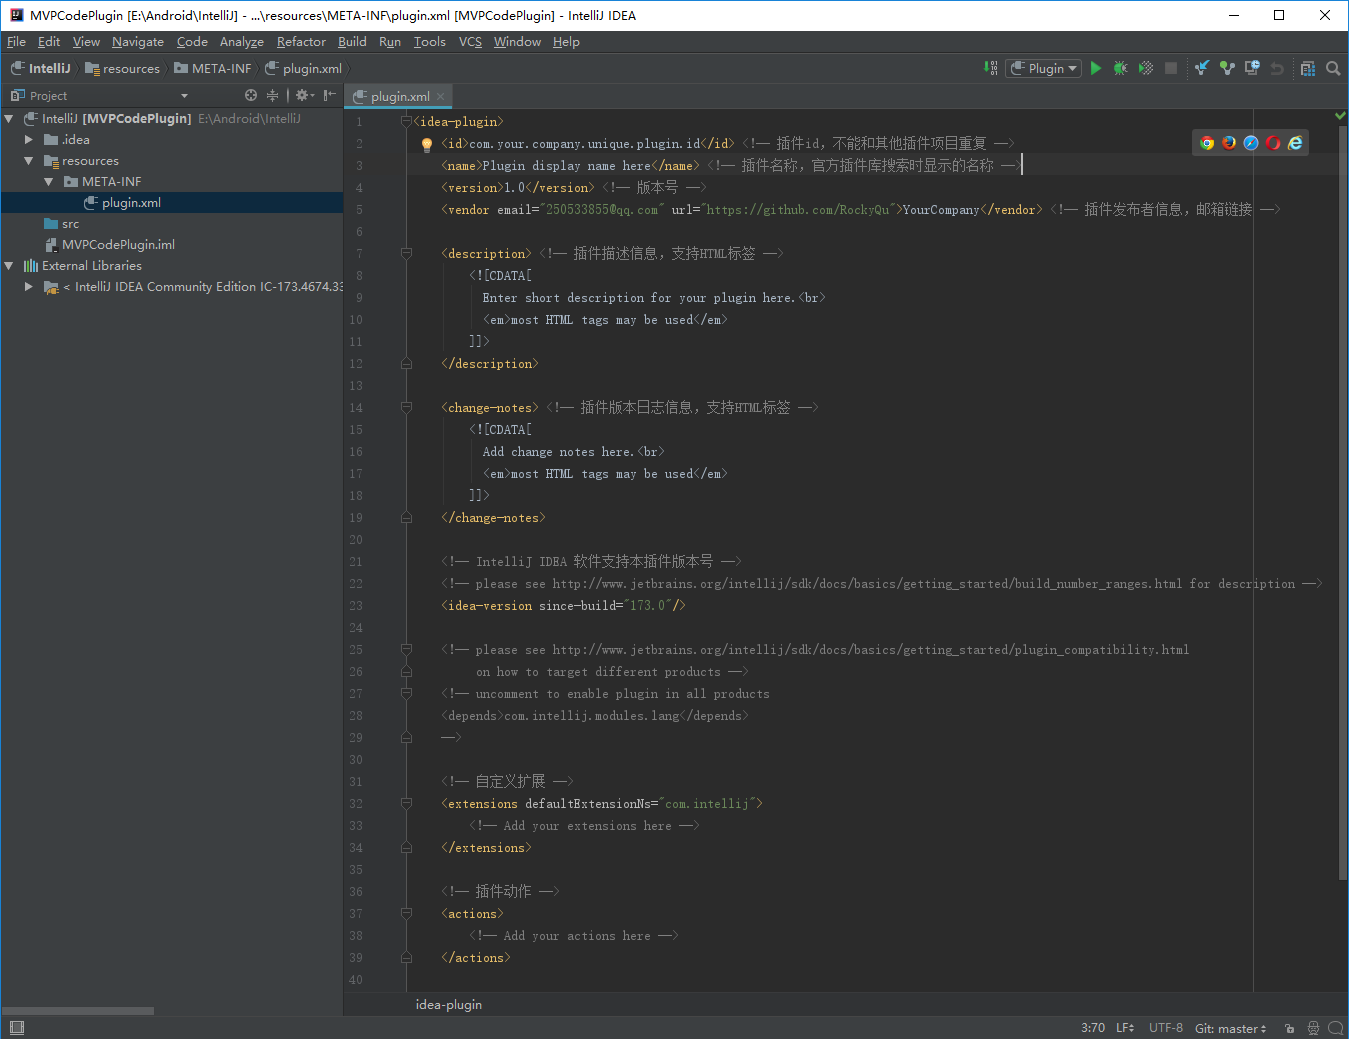 MVPCodePlugin [E:\Android\IntelliJ] - ...\resources\META-INF\plugin.xml [MVPCodePlugin] - IntelliJ IDEA
File Edit View Navigate Code Analyze Refactor Build Run Tools VCS Window Help
IntelliJ resources META-INF plugin.xml Plugin
Project
IntelliJ [MVPCodePlugin] E:\Android\IntelliJ
.idea
resources
META-INF
plugin.xml
src
MVPCodePlugin.iml
External Libraries
< IntelliJ IDEA Community Edition IC-173.4674.33
plugin.xml
1 <idea-plugin>
2 <id>com.your.company.unique.plugin.id</id> <!-- 插件id，不能和其他插件项目重复 -->
3 <name>Plugin display name here</name> <!-- 插件名称，官方插件库搜索时显示的名称 -->
4 <version>1.0</version> <!-- 版本号 -->
5 <vendor email="250533855@qq.com" url="https://github.com/RockyQu">YourCompany</vendor> <!-- 插件发布者信息，邮箱链接 -->
6
7 <description> <!-- 插件描述信息，支持HTML标签 -->
8 <![CDATA[
9 Enter short description for your plugin here.<br>
10 <em>most HTML tags may be used</em>
11 ]]>
12 </description>
13
14 <change-notes> <!-- 插件版本日志信息，支持HTML标签 -->
15 <![CDATA[
16 Add change notes here.<br>
17 <em>most HTML tags may be used</em>
18 ]]>
19 </change-notes>
20
21 <!-- IntelliJ IDEA 软件支持本插件版本号 -->
22 <!-- please see http://www.jetbrains.org/intellij/sdk/docs/basics/getting_started/build_number_ranges.html for description -->
23 <idea-version since-build="173.0"/>
24
25 <!-- please see http://www.jetbrains.org/intellij/sdk/docs/basics/getting_started/plugin_compatibility.html
26 on how to target different products -->
27 <!-- uncomment to enable plugin in all products
28 <depends>com.intellij.modules.lang</depends>
29 -->
30
31 <!-- 自定义扩展 -->
32 <extensions defaultExtensionNs="com.intellij">
33 <!-- Add your extensions here -->
34 </extensions>
35
36 <!-- 插件动作 -->
37 <actions>
38 <!-- Add your actions here -->
39 </actions>
40
idea-plugin
3:70 LF UTF-8 Git: master